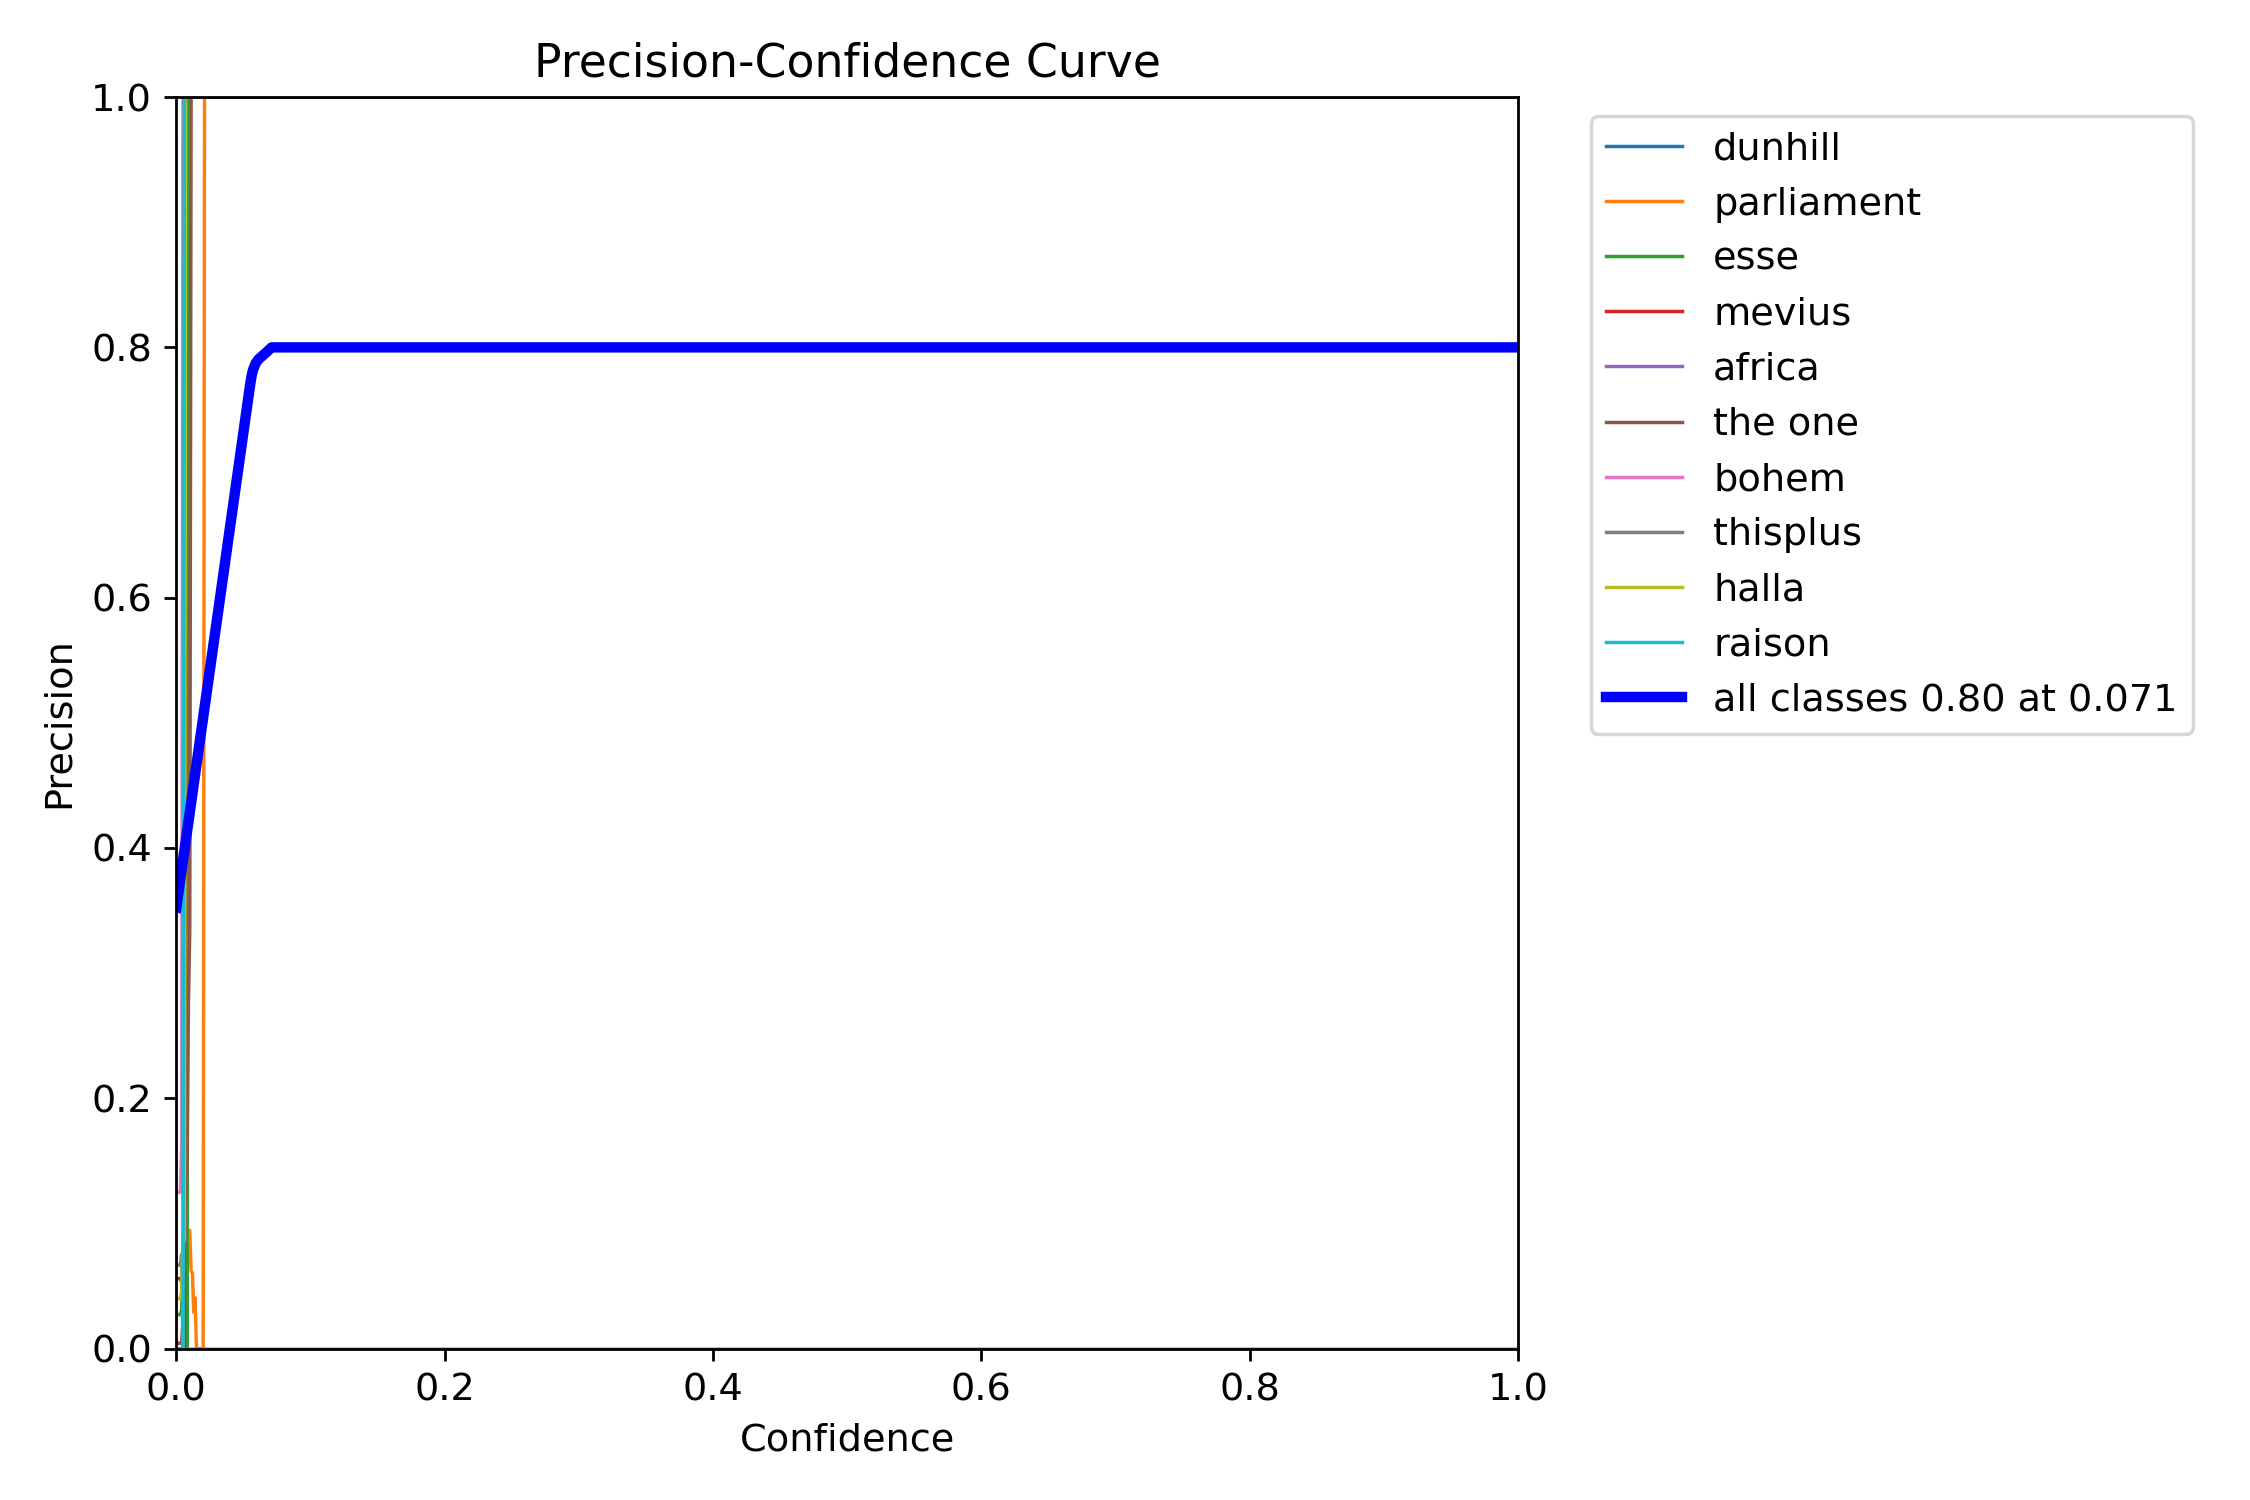 Precision-Confidence Curve
1.0
0.8
0.6
0.4
0.2
0.0
Precision
0.0 0.2 0.4 0.6 0.8 1.0
Confidence
dunhill
parliament
esse
mevius
africa
the one
bohem
thisplus
halla
raison
all classes 0.80 at 0.071